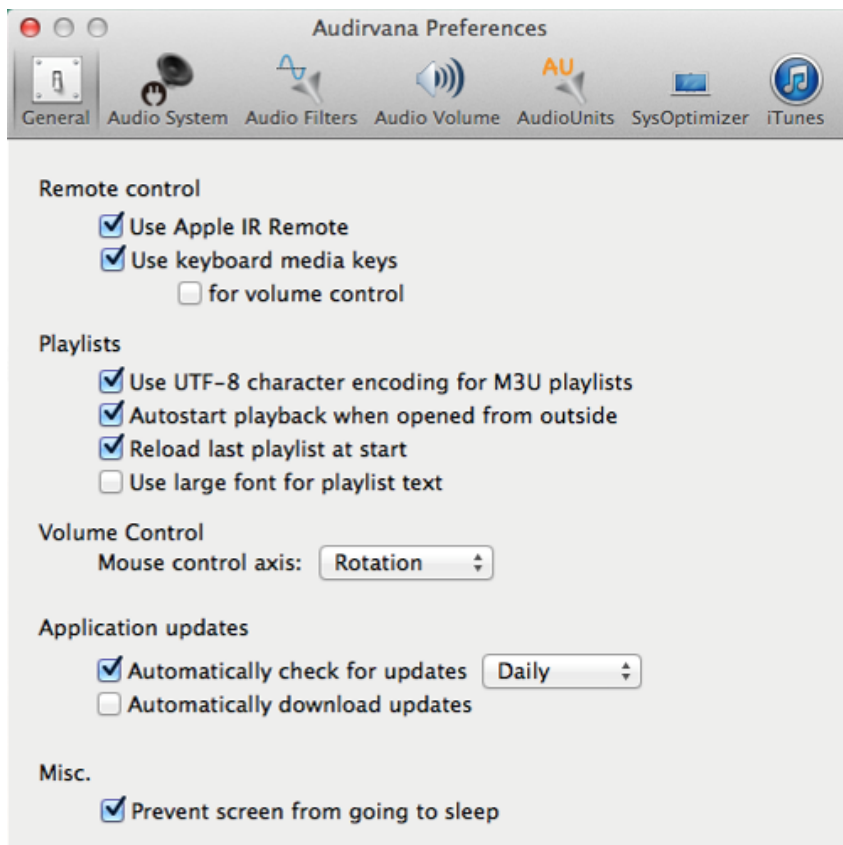 Audirvana Preferences
AU
General Audio System Audio Filters Audio Volume AudioUnits SysOptimizer iTunes
Remote control
Use Apple IR Remote
Use keyboard media keys
for volume control
Playlists
Use UTF-8 character encoding for M3U playlists
Autostart playback when opened from outside
Reload last playlist at start
Use large font for playlist text
Volume Control
Mouse control axis: Rotation
Application updates
Automatically check for updates Daily
Automatically download updates
Misc.
Prevent screen from going to sleep